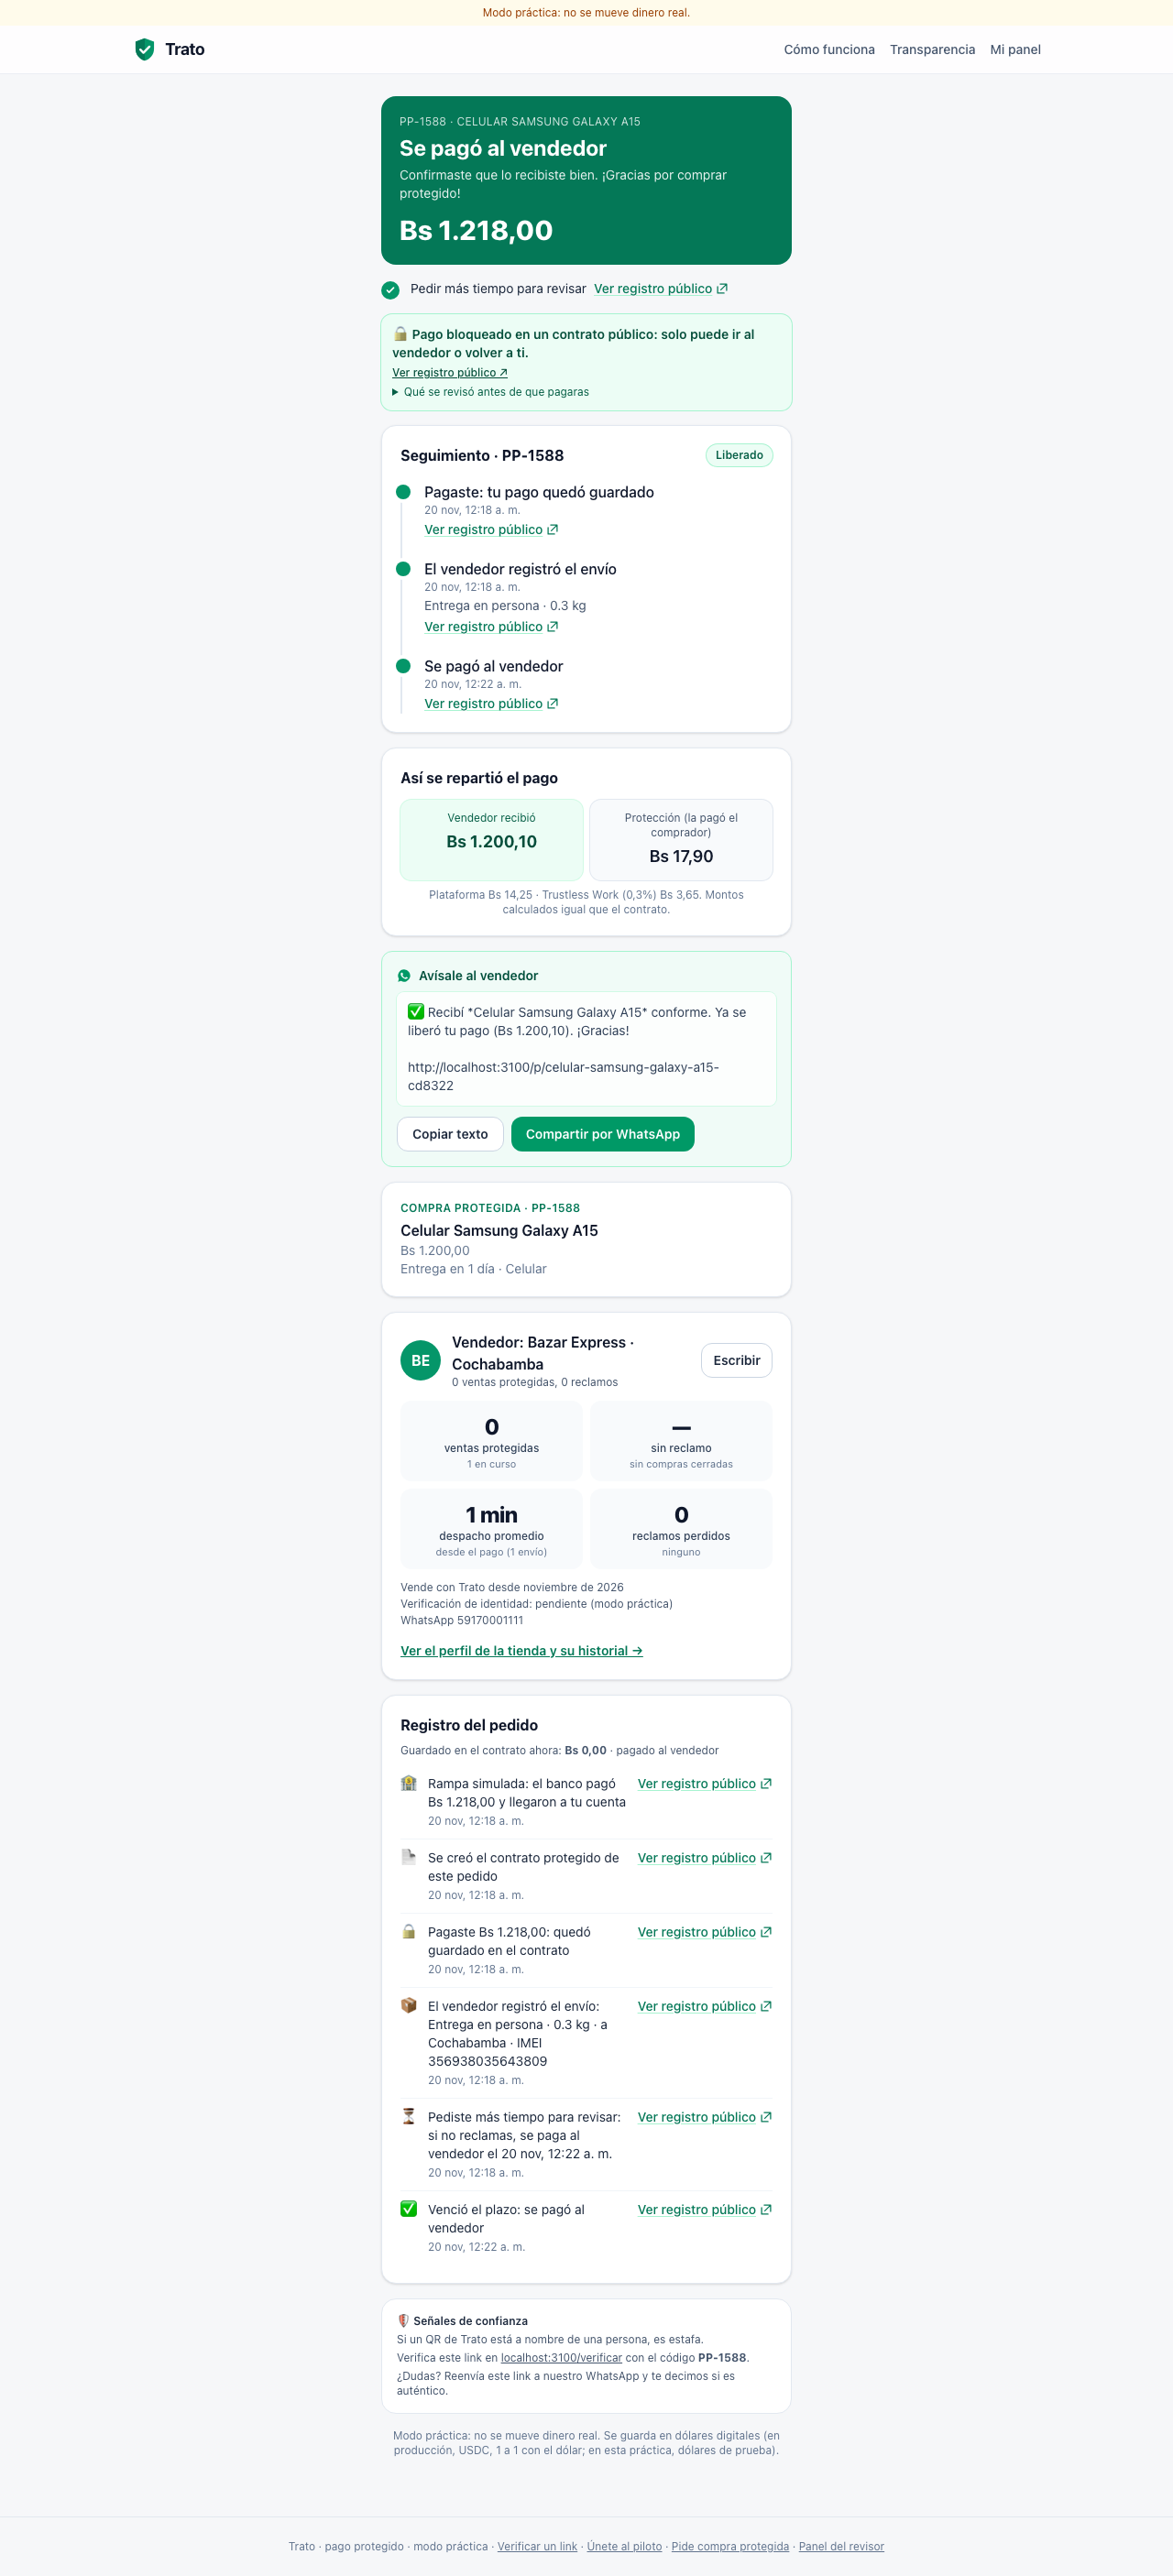 Modo práctica: no se mueve dinero real.
Trato
Cómo funciona
Transparencia
Mi panel
PP-1588 · CELULAR SAMSUNG GALAXY A15
Se pagó al vendedor
Confirmaste que lo recibiste bien. ¡Gracias por comprar
protegido!
Bs 1.218,00
Pedir más tiempo para revisar
Ver registro público
Pago bloqueado en un contrato público: solo puede ir al
vendedor o volver a ti.
Ver registro público ↗
Qué se revisó antes de que pagaras
Seguimiento · PP-1588
Liberado
Pagaste: tu pago quedó guardado
20 nov, 12:18 a. m.
Ver registro público
El vendedor registró el envío
20 nov, 12:18 a. m.
Entrega en persona · 0.3 kg
Ver registro público
Se pagó al vendedor
20 nov, 12:22 a. m.
Ver registro público
Así se repartió el pago
Vendedor recibió
Bs 1.200,10
Protección (la pagó el
comprador)
Bs 17,90
Plataforma Bs 14,25 · Trustless Work (0,3%) Bs 3,65. Montos
calculados igual que el contrato.
Avísale al vendedor
✅ Recibí *Celular Samsung Galaxy A15* conforme. Ya se
liberó tu pago (Bs 1.200,10). ¡Gracias!
http://localhost:3100/p/celular-samsung-galaxy-a15-
cd8322
Copiar texto
Compartir por WhatsApp
COMPRA PROTEGIDA · PP-1588
Celular Samsung Galaxy A15
Bs 1.200,00
Entrega en 1 día · Celular
BE
Vendedor: Bazar Express ·
Cochabamba
0 ventas protegidas, 0 reclamos
Escribir
0
ventas protegidas
1 en curso
—
sin reclamo
sin compras cerradas
1 min
despacho promedio
desde el pago (1 envío)
0
reclamos perdidos
ninguno
Vende con Trato desde noviembre de 2026
Verificación de identidad: pendiente (modo práctica)
WhatsApp 59170001111
Ver el perfil de la tienda y su historial →
Registro del pedido
Guardado en el contrato ahora: Bs 0,00 · pagado al vendedor
Rampa simulada: el banco pagó
Bs 1.218,00 y llegaron a tu cuenta
20 nov, 12:18 a. m.
Ver registro público
Se creó el contrato protegido de
este pedido
20 nov, 12:18 a. m.
Ver registro público
Pagaste Bs 1.218,00: quedó
guardado en el contrato
20 nov, 12:18 a. m.
Ver registro público
El vendedor registró el envío:
Entrega en persona · 0.3 kg · a
Cochabamba · IMEI
356938035643809
20 nov, 12:18 a. m.
Ver registro público
Pediste más tiempo para revisar:
si no reclamas, se paga al
vendedor el 20 nov, 12:22 a. m.
20 nov, 12:18 a. m.
Ver registro público
Venció el plazo: se pagó al
vendedor
20 nov, 12:22 a. m.
Ver registro público
Señales de confianza
Si un QR de Trato está a nombre de una persona, es estafa.
Verifica este link en localhost:3100/verificar con el código PP-1588.
¿Dudas? Reenvía este link a nuestro WhatsApp y te decimos si es
auténtico.
Modo práctica: no se mueve dinero real. Se guarda en dólares digitales (en
producción, USDC, 1 a 1 con el dólar; en esta práctica, dólares de prueba).
Trato · pago protegido · modo práctica · Verificar un link · Únete al piloto · Pide compra protegida · Panel del revisor